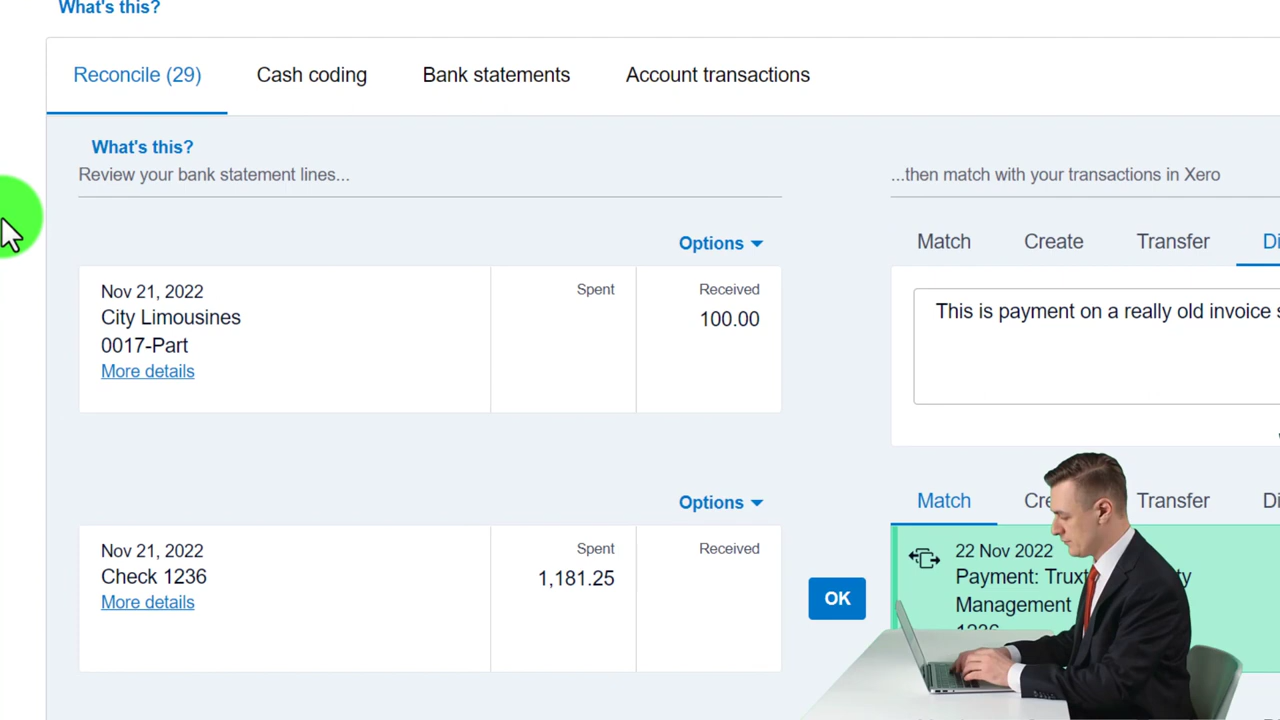 What's this?
Reconcile (29) Cash coding Bank statements Account transactions
What's this?
Review your bank statement lines... ...then match with your transactions in Xero
Options Match Create Transfer
Nov 21, 2022 Spent Received
City Limousines 100.00 This is payment on a really old invoice
0017-Part
More details
Options Match Transfer
Nov 21, 2022 Spent Received 22 Nov 2022
Check 1236 1,181.25 OK Payment:
More details Management